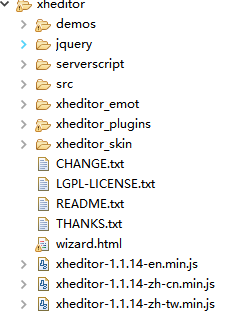 xheditor
demos
jquery
serverscript
src
xheditor_emot
xheditor_plugins
xheditor_skin
CHANGE.txt
LGPL-LICENSE.txt
README.txt
THANKS.txt
wizard.html
xheditor-1.1.14-en.min.js
xheditor-1.1.14-zh-cn.min.js
xheditor-1.1.14-zh-tw.min.js